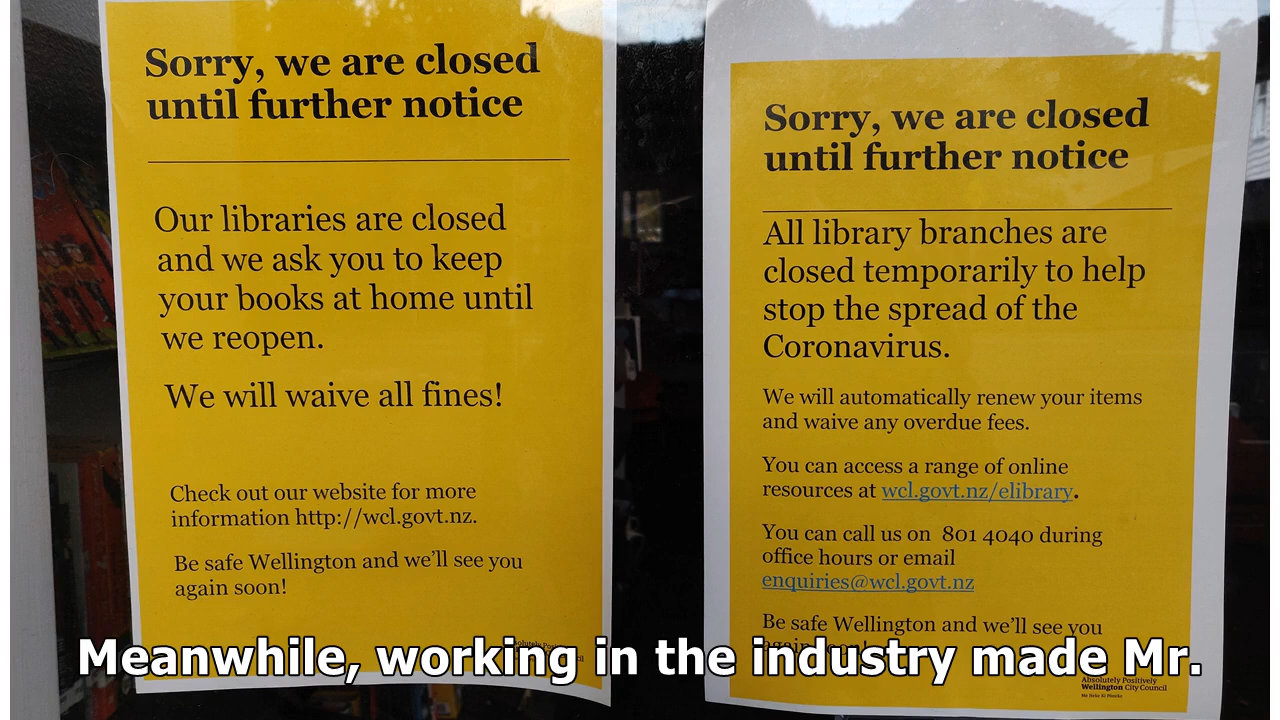 Sorry, we are closed
until further notice
Our libraries are closed
and we ask you to keep
your books at home until
we reopen.
We will waive all fines!
Check out our website for more
information http://wcl.govt.nz.
Be safe Wellington and we'll see you
again soon!
Sorry, we are closed
until further notice
All library branches are
closed temporarily to help
stop the spread of the
Coronavirus.
We will automatically renew your items
and waive any overdue fees.
You can access a range of online
resources at wcl.govt.nz/elibrary.
You can call us on 801 4040 during
office hours or email
enquiries@wcl.govt.nz
Be safe Wellington and we'll see you
Absolutely Positively
Wellington City Council
Me Heke Ki Pōneke
Meanwhile, working in the industry made Mr.